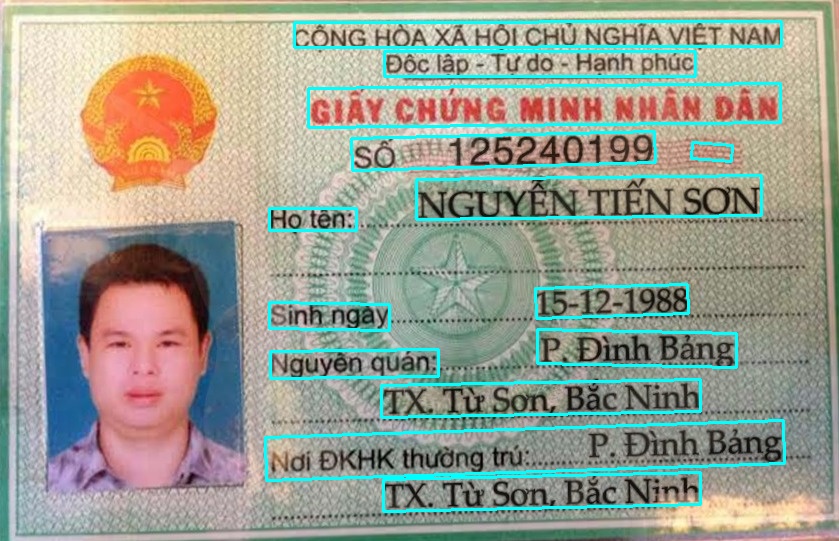 CỘNG HÒA XÃ HỘI CHỦ NGHĨA VIỆT NAM
Độc lập - Tự do - Hạnh phúc
GIẤY CHỨNG MINH NHÂN DÂN
SỐ 125240199
Họ tên: NGUYỄN TIẾN SƠN
Sinh ngày 15-12-1988
Nguyên quán: P. Đình Bảng
TX. Từ Sơn, Bắc Ninh
Nơi ĐKHK thường trú: P. Đình Bảng
TX. Từ Sơn, Bắc Ninh